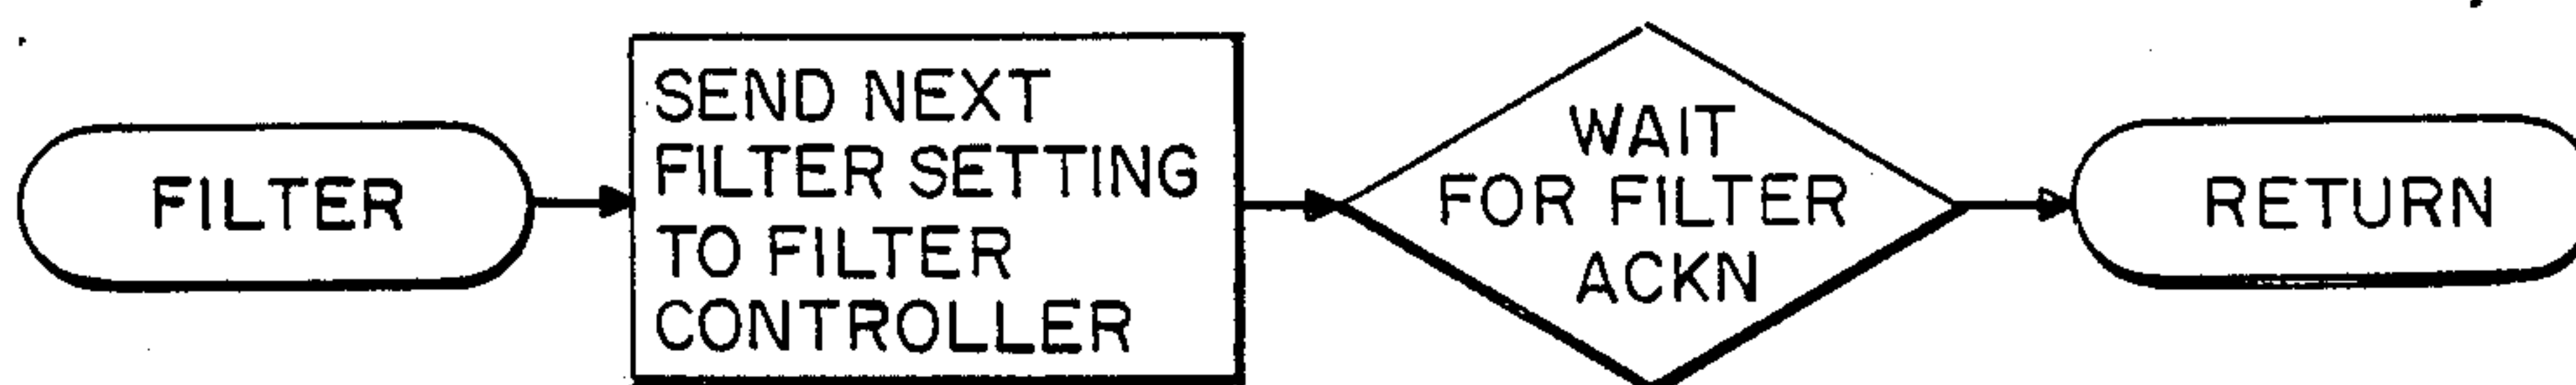 FILTER
SEND NEXT
FILTER SETTING
TO FILTER
CONTROLLER
WAIT
FOR FILTER
ACKN
RETURN